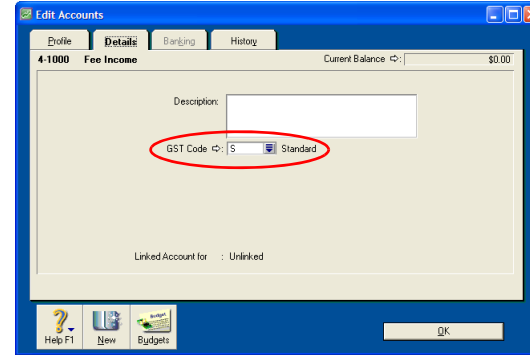 Edit Accounts
Profile Details Banking History
4-1000 Fee Income Current Balance ⇨: $0.00
Description:
GST Code ⇨: S Standard
Linked Account for : Unlinked
Budget
Help F1 New Budgets OK